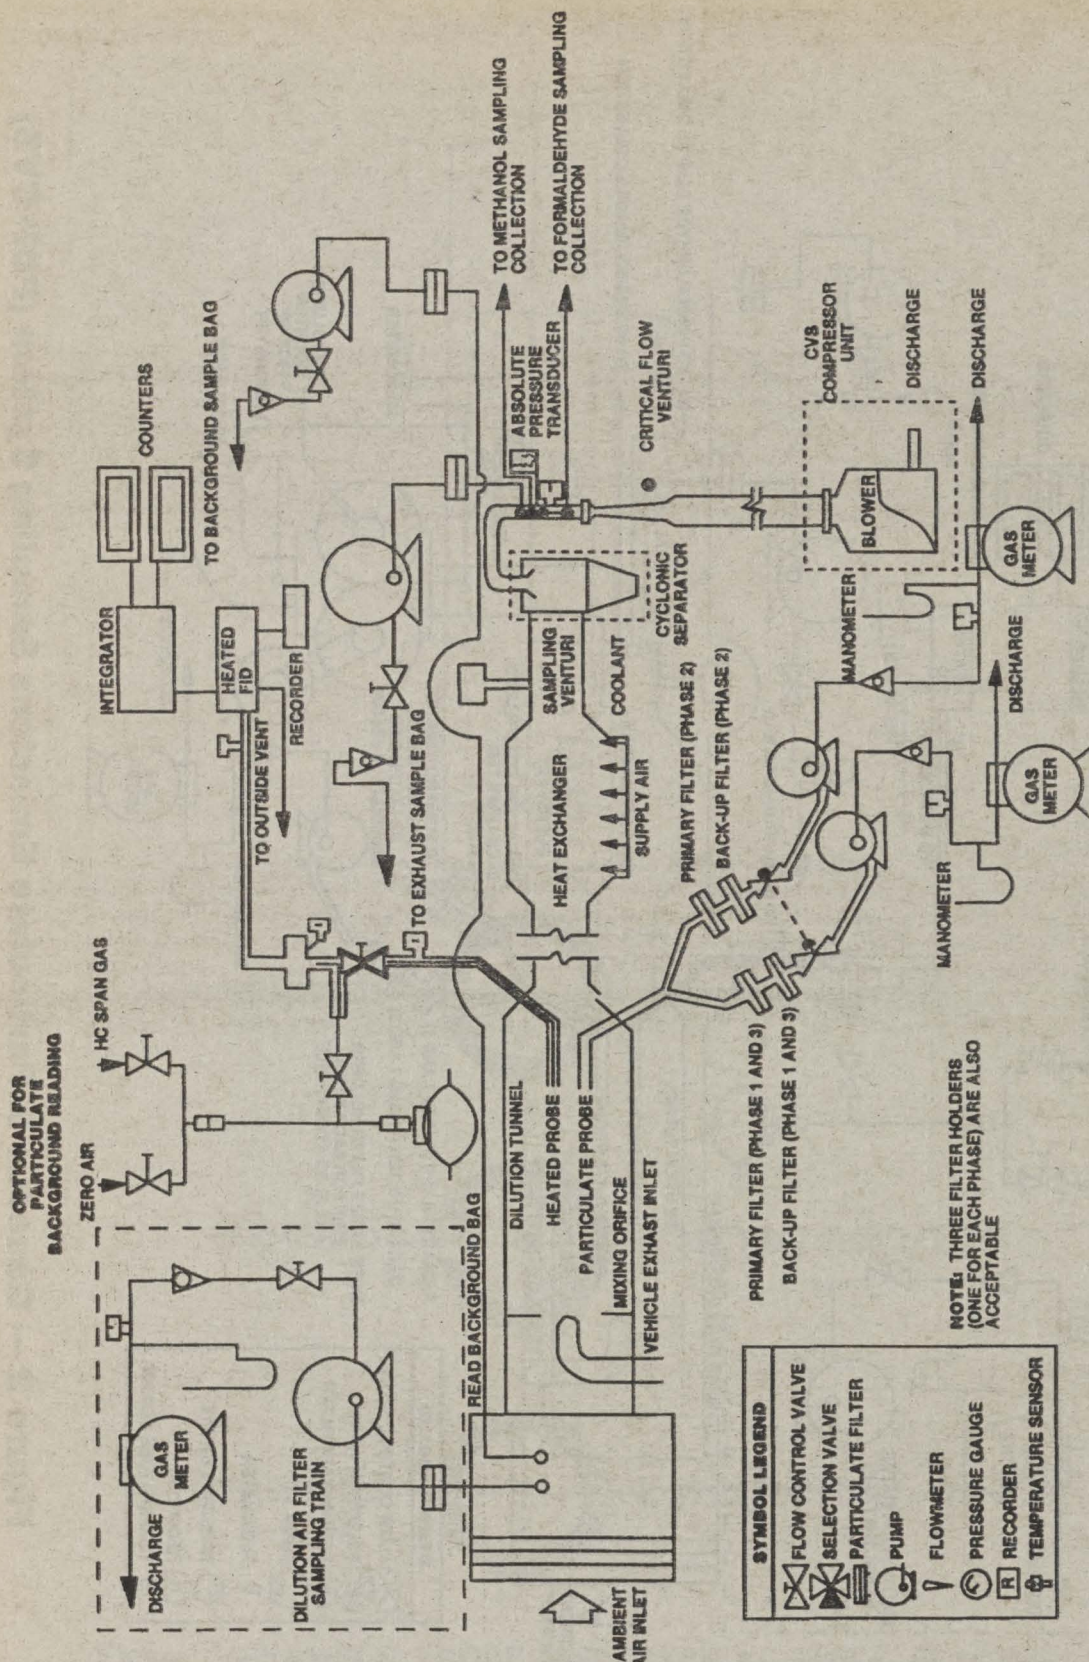 OPTIONAL FOR
PARTICULATE
BACKGROUND READING
ZERO AIR
HC SPAN GAS
INTEGRATOR
COUNTERS
HEATED
FID
RECORDER
TO OUTSIDE VENT
TO BACKGROUND SAMPLE BAG
TO EXHAUST SAMPLE BAG
GAS
METER
DISCHARGE
DILUTION AIR FILTER
SAMPLING TRAIN
READ BACKGROUND BAG
AMBIENT
AIR INLET
DILUTION TUNNEL
HEATED PROBE
PARTICULATE PROBE
MIXING ORIFICE
VEHICLE EXHAST INLET
HEAT EXCHANGER
SAMPLING
VENTURI
COOLANT
SUPPLY AIR
CYCLONIC
SEPARATOR
TO METHANOL SAMPLING
COLLECTION
ABSOLUTE
PRESSURE
TRANSDUCER
TO FORMALDEHYDE SAMPLING
COLLECTION
CRITICAL FLOW
VENTURI
CVS
COMPRESSOR
UNIT
BLOWER
DISCHARGE
PRIMARY FILTER (PHASE 2)
BACK-UP FILTER (PHASE 2)
PRIMARY FILTER (PHASE 1 AND 3)
BACK-UP FILTER (PHASE 1 AND 3)
MANOMETER
GAS
METER
DISCHARGE
MANOMETER
GAS
METER
DISCHARGE
NOTE: THREE FILTER HOLDERS
(ONE FOR EACH PHASE) ARE ALSO
ACCEPTABLE
SYMBOL LEGEND
FLOW CONTROL VALVE
SELECTION VALVE
PARTICULATE FILTER
PUMP
FLOWMETER
PRESSURE GAUGE
R RECORDER
TEMPERATURE SENSOR